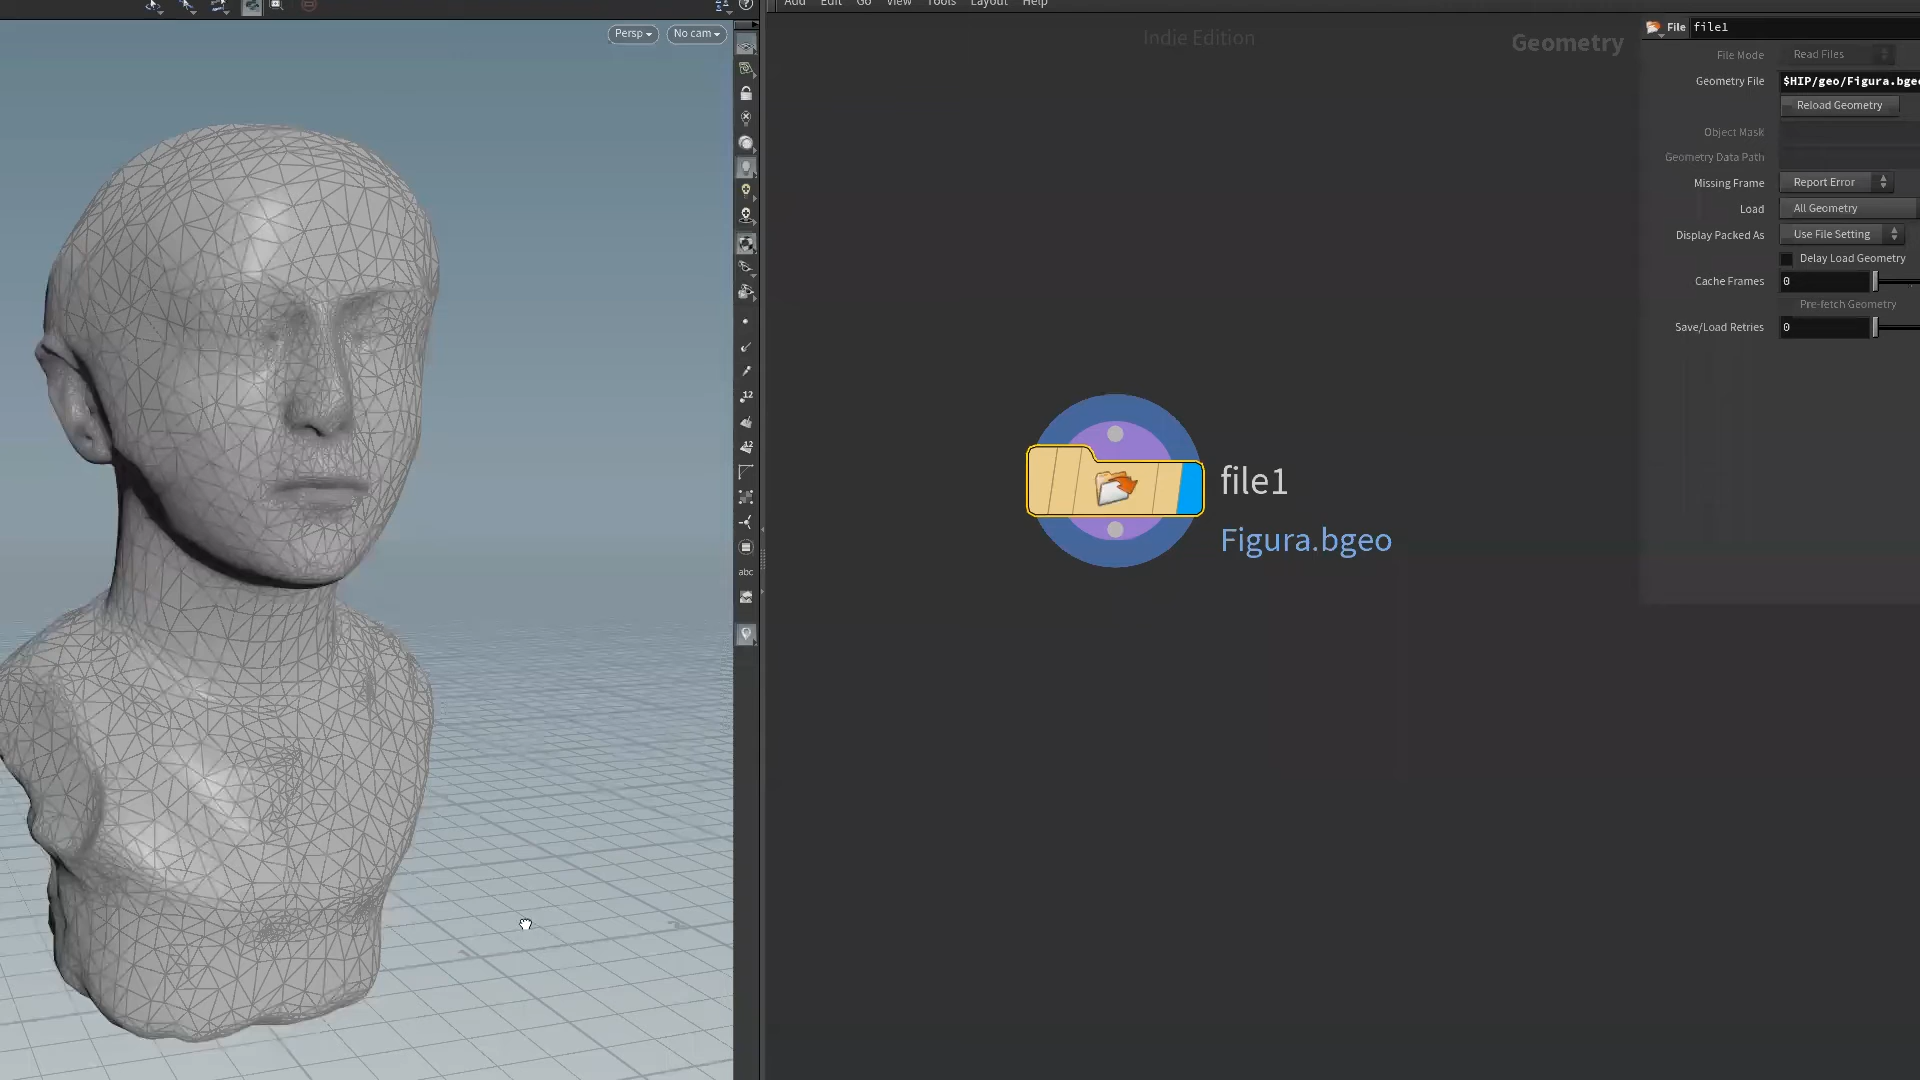 Add Edit Go View Tools Layout Help
Persp
No cam
Indie Edition
Geometry
File file1
File Mode Read Files
Geometry File $HIP/geo/Figura.bgeo
Reload Geometry
Object Mask
Geometry Data Path
Missing Frame Report Error
Load All Geometry
Display Packed As Use File Setting
Delay Load Geometry
Cache Frames 0
Pre-fetch Geometry
Save/Load Retries 0
12
12
abc
file1
Figura.bgeo